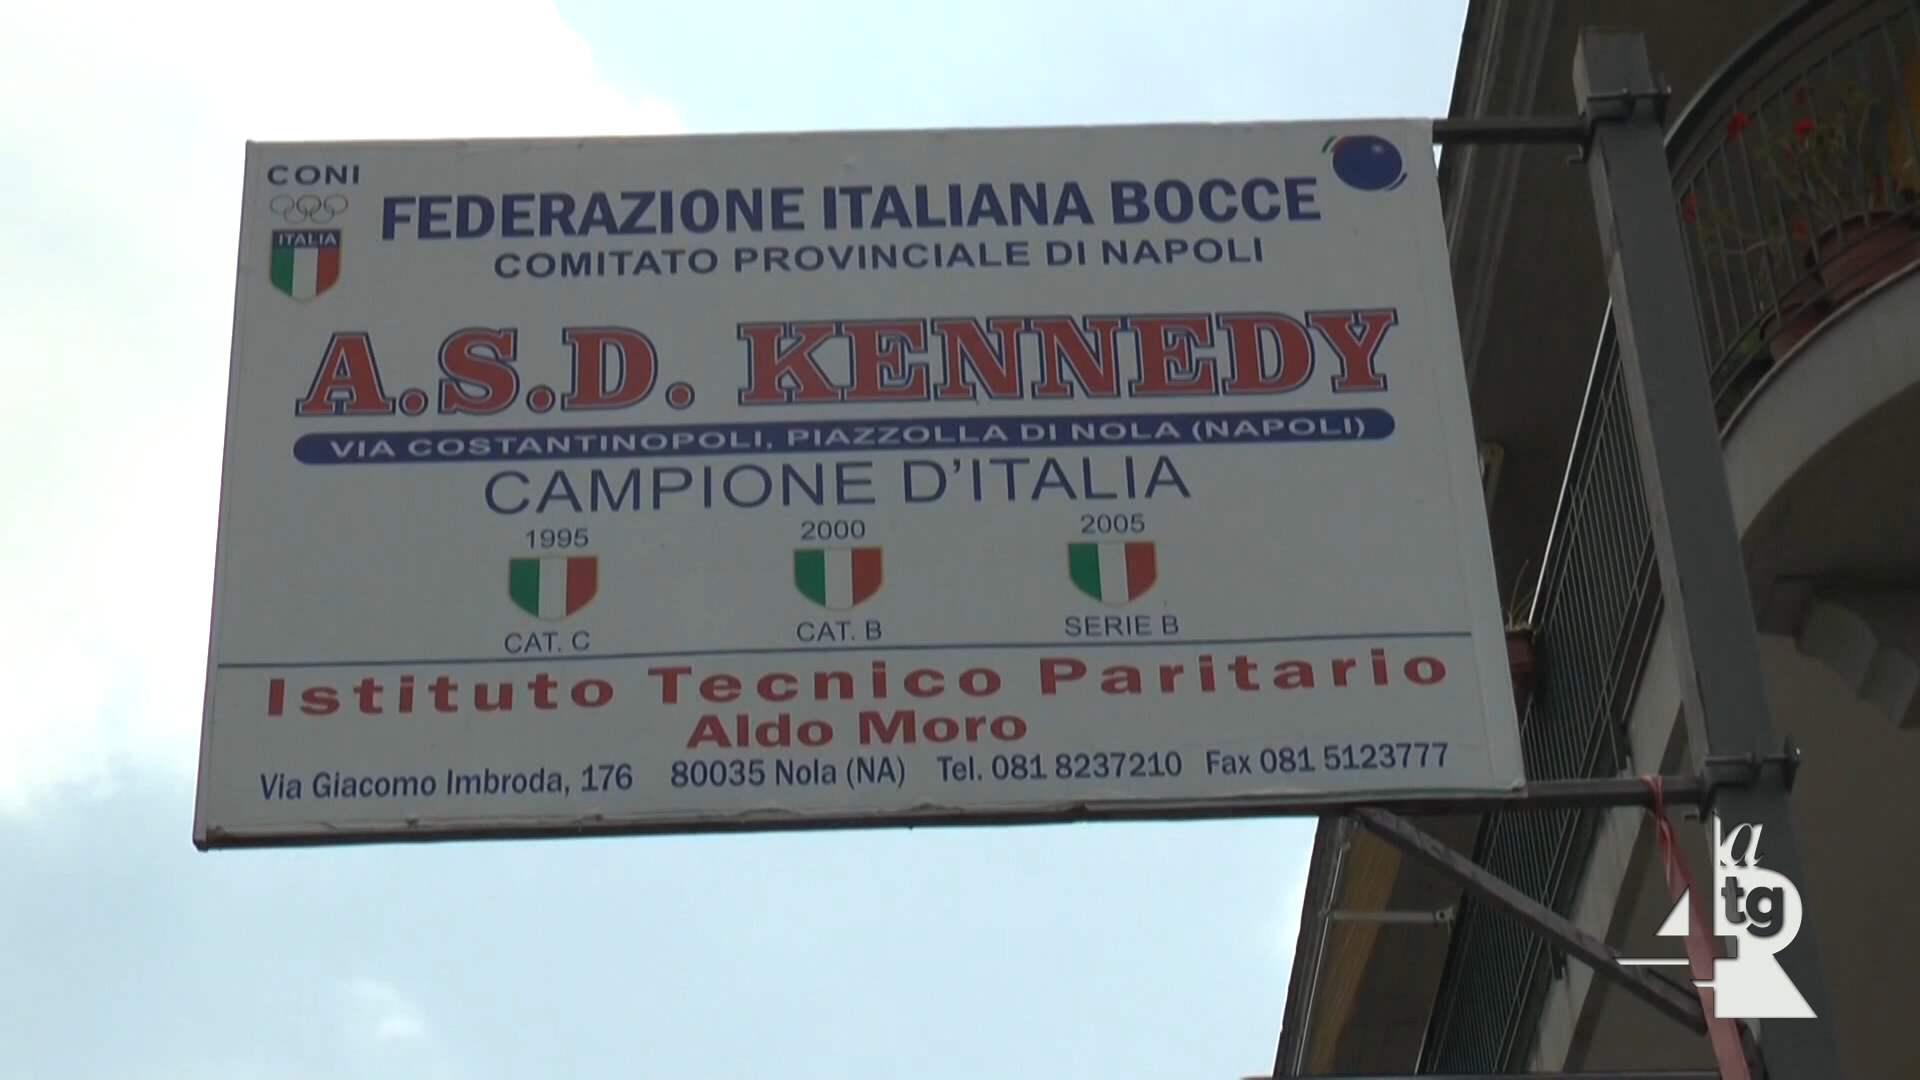 CONI
ITALIA
FEDERAZIONE ITALIANA BOCCE
COMITATO PROVINCIALE DI NAPOLI
A.S.D. KENNEDY
VIA COSTANTINOPOLI, PIAZZOLLA DI NOLA (NAPOLI)
CAMPIONE D'ITALIA
1995 2000 2005
CAT. C CAT. B SERIE B
Istituto Tecnico Paritario
Aldo Moro
Via Giacomo Imbroda, 176 80035 Nola (NA) Tel. 081 8237210 Fax 081 5123777
la
tg
4R